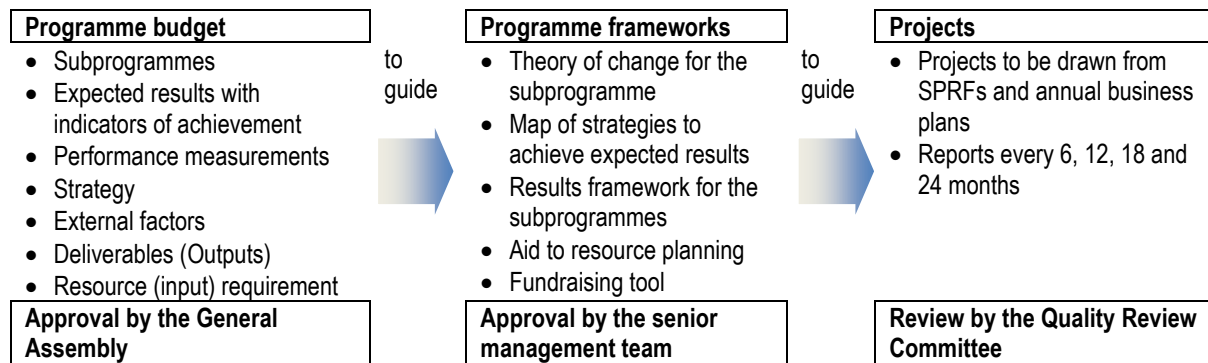 Programme budget
• Subprogrammes
• Expected results with
indicators of achievement
• Performance measurements
• Strategy
• External factors
• Deliverables (Outputs)
• Resource (input) requirement
Approval by the General
Assembly
to
guide
Programme frameworks
• Theory of change for the
subprogramme
• Map of strategies to
achieve expected results
• Results framework for the
subprogrammes
• Aid to resource planning
• Fundraising tool
Approval by the senior
management team
to
guide
Projects
• Projects to be drawn from
SPRFs and annual business
plans
• Reports every 6, 12, 18 and
24 months
Review by the Quality Review
Committee